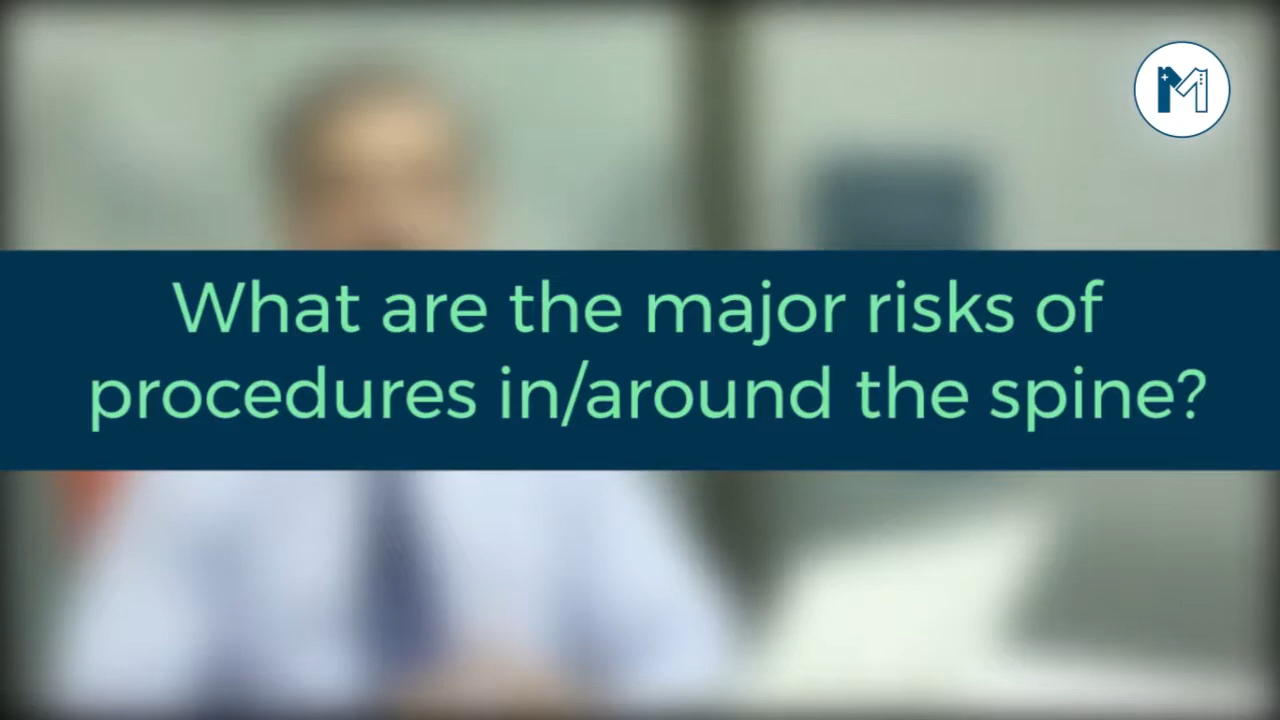 What are the major risks of
procedures in/around the spine?
M